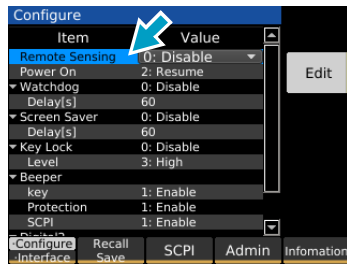 Configure
Item Value
Remote Sensing 0: Disable
Power On 2: Resume
Watchdog 0: Disable
Delay[s] 60
Screen Saver 0: Disable
Delay[s] 60
Key Lock 0: Disable
Level 3: High
Beeper
key 1: Enable
Protection 1: Enable
SCPI 1: Enable
Edit
·Configure Recall SCPI Admin Infomation
·Interface Save